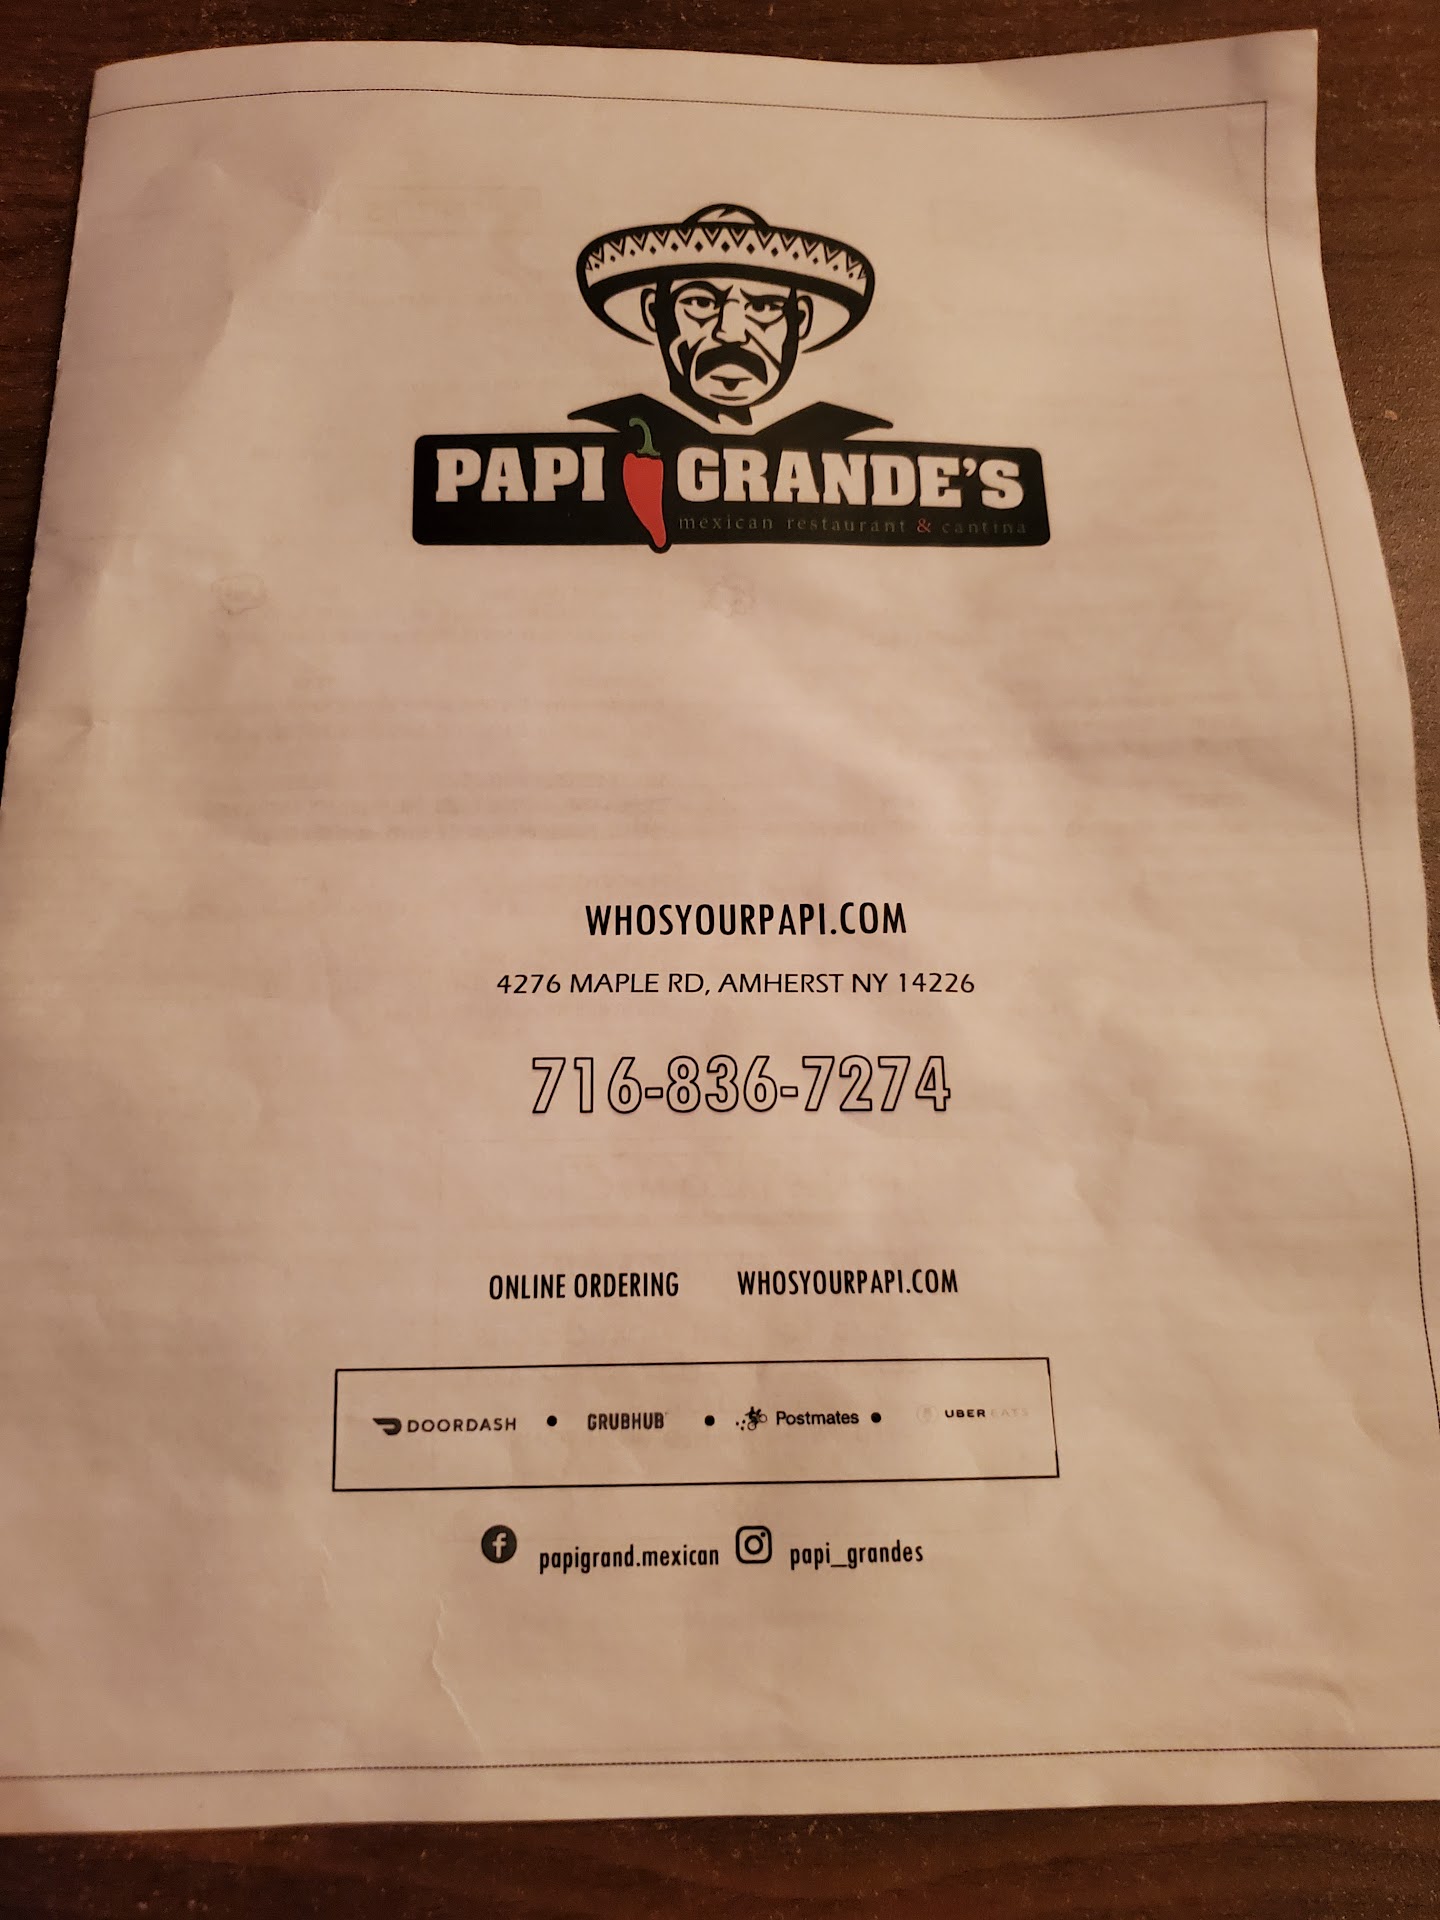 PAPI GRANDE'S
mexican restaurant & cantina
WHOSYOURPAPI.COM
4276 MAPLE RD, AMHERST NY 14226
716-836-7274
ONLINE ORDERING WHOSYOURPAPI.COM
DOORDASH • GRUBHUB • Postmates • UBER EATS
papigrand.mexican papi_grandes